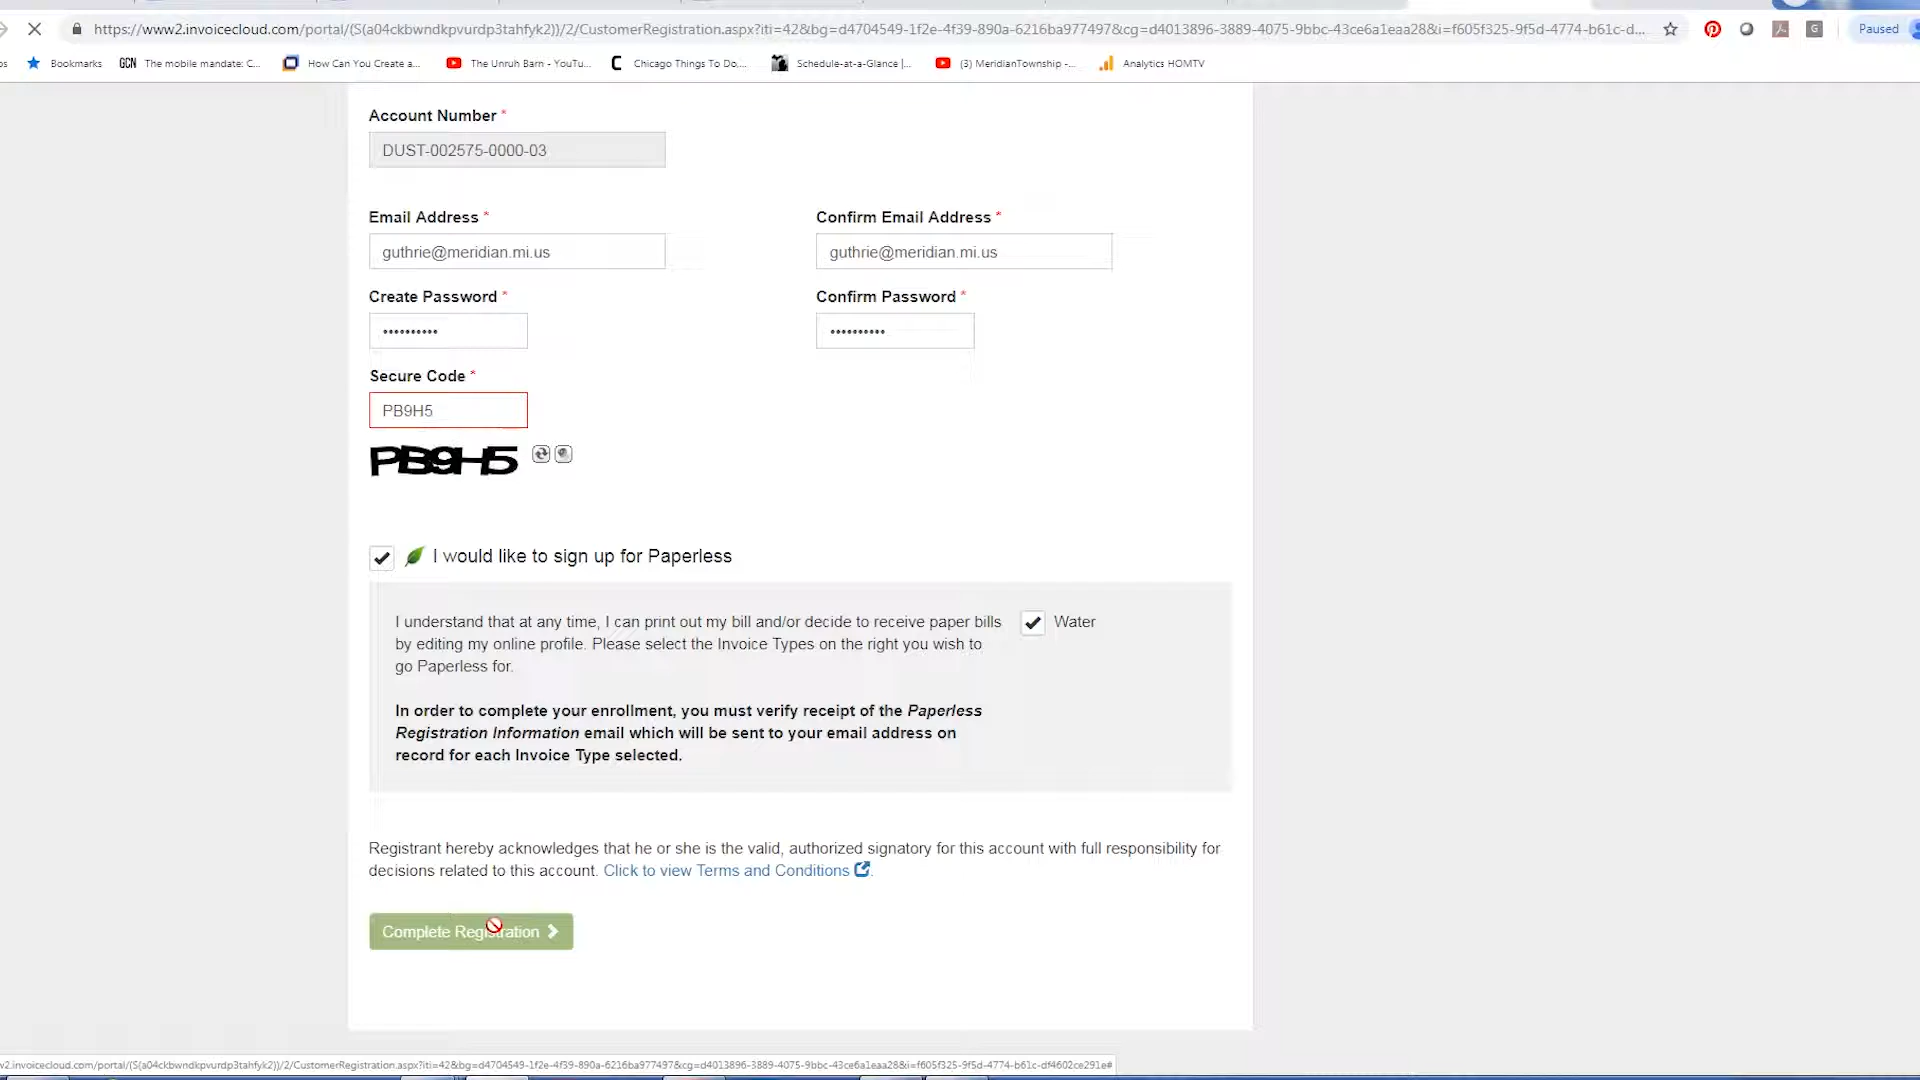 https://www2.invoicecloud.com/portal/(S(a04ckbwndkpvurdp3tahfyk2))/2/CustomerRegistration.aspx?iti=42&bg=d4704549-1f2e-4f39-890a-6216ba977497&cg=d4013896-3889-4075-9bbc-43ce6a1eaa28&i=f605f325-9f5d-4774-b61c-d... Paused
Bookmarks GCN The mobile mandate: C... How Can You Create a... The Unruh Barn - YouTu... Chicago Things To Do,... Schedule-at-a-Glance |... (3) MeridianTownship -... Analytics HOMTV
Account Number *
DUST-002575-0000-03
Email Address * Confirm Email Address *
guthrie@meridian.mi.us guthrie@meridian.mi.us
Create Password * Confirm Password *
Secure Code *
PB9H5
PB9H5
I would like to sign up for Paperless
I understand that at any time, I can print out my bill and/or decide to receive paper bills Water
by editing my online profile. Please select the Invoice Types on the right you wish to
go Paperless for.
In order to complete your enrollment, you must verify receipt of the Paperless
Registration Information email which will be sent to your email address on
record for each Invoice Type selected.
Registrant hereby acknowledges that he or she is the valid, authorized signatory for this account with full responsibility for
decisions related to this account. Click to view Terms and Conditions .
Complete Registration
w2.invoicecloud.com/portal/(S(a04ckbwndkpvurdp3tahfyk2))/2/CustomerRegistration.aspx?iti=42&bg=d4704549-1f2e-4f39-890a-6216ba977497&cg=d4013896-3889-4075-9bbc-43ce6a1eaa28&i=f605f325-9f5d-4774-b61c-df4602ce291e#